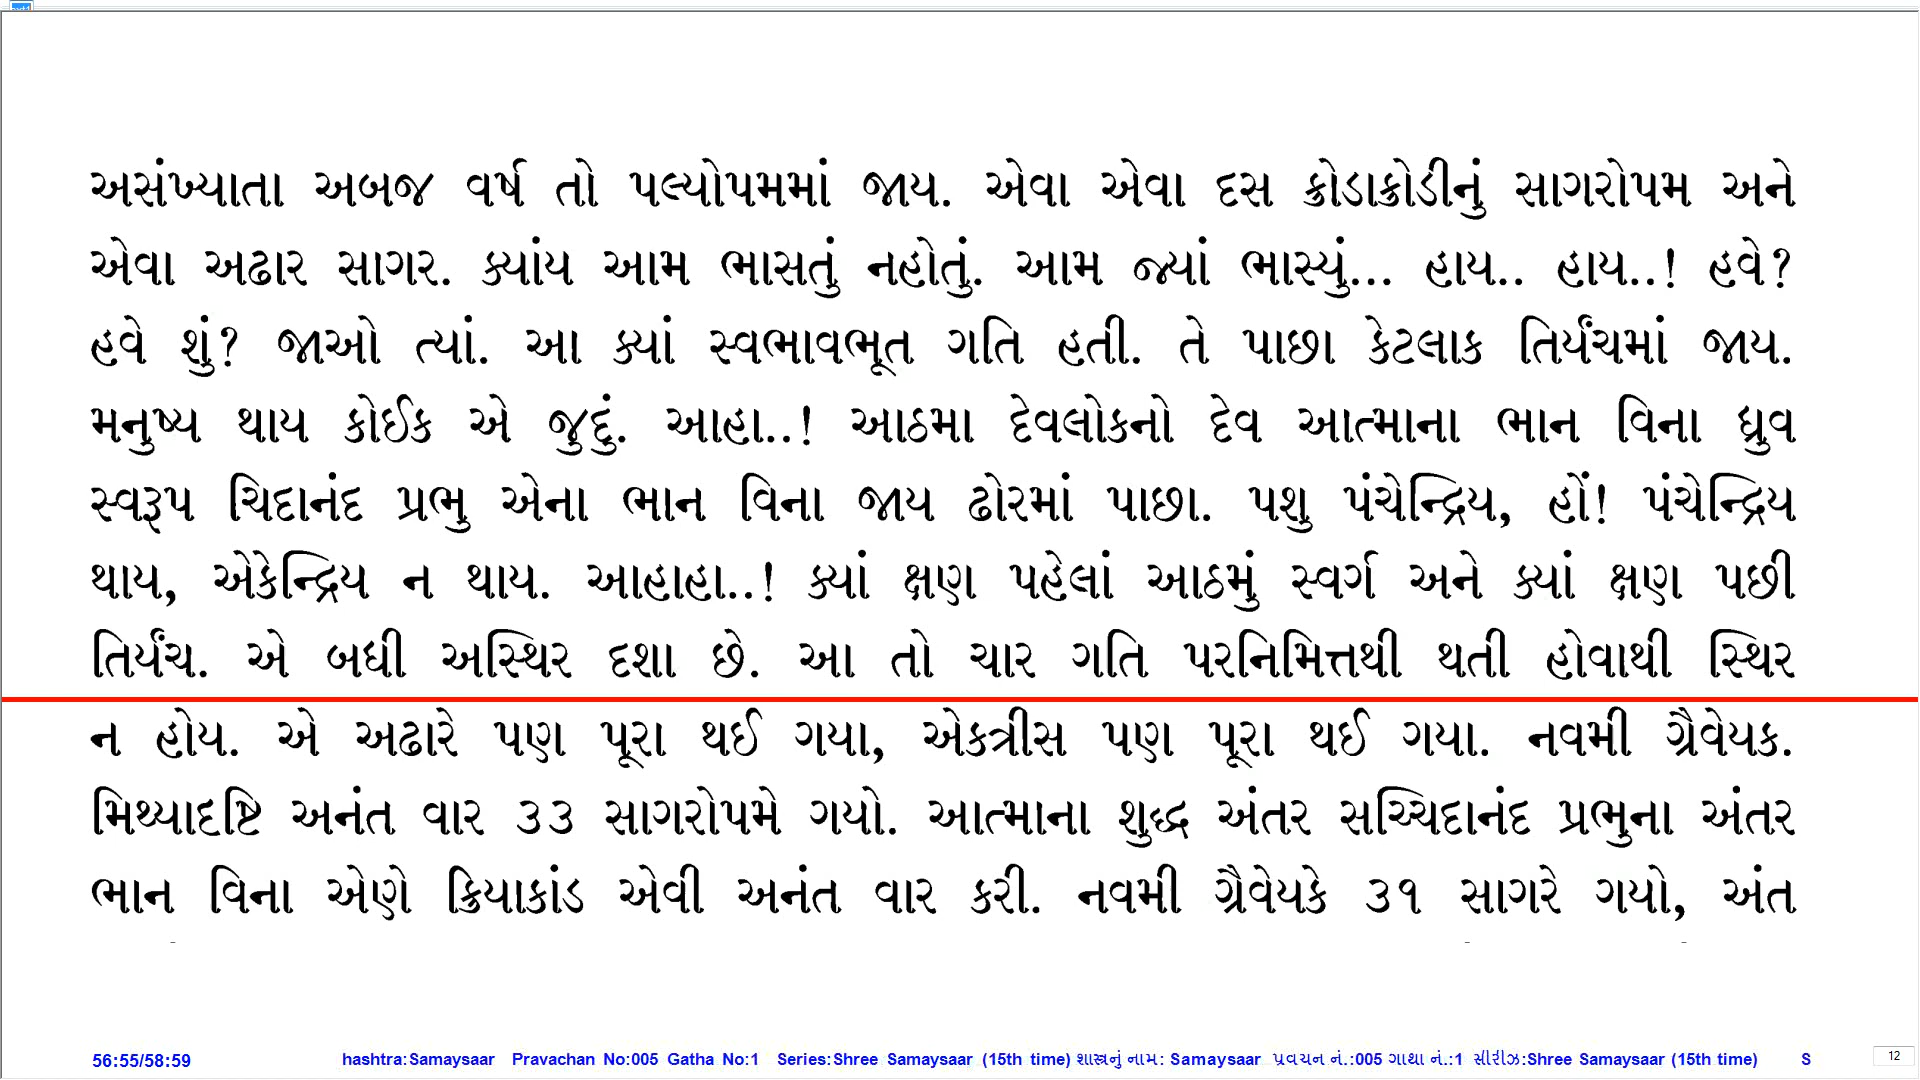 અસંખ્યાતા અબજ વર્ષ તો પલ્યોપમમાં જાય. એવા એવા દસ ક્રોડાક્રોડીનું સાગરોપમ અને
એવા અઢાર સાગર. ક્યાંય આમ ભાસતું નહોતું. આમ જ્યાં ભાસ્યું... હાય.. હાય..! હવે?
હવે શું? જાઓ ત્યાં. આ ક્યાં સ્વભાવભૂત ગતિ હતી. તે પાછા કેટલાક તિર્યંચમાં જાય.
મનુષ્ય થાય કોઈક એ જુદું. આહા..! આઠમા દેવલોકનો દેવ આત્માના ભાન વિના ધ્રુવ
સ્વરૂપ ચિદાનંદ પ્રભુ એના ભાન વિના જાય ઢોરમાં પાછા. પશુ પંચેન્દ્રિય, હોં! પંચેન્દ્રિય
થાય, એકેન્દ્રિય ન થાય. આહાહા..! ક્યાં ક્ષણ પહેલાં આઠમું સ્વર્ગ અને ક્યાં ક્ષણ પછી
તિર્યંચ. એ બધી અસ્થિર દશા છે. આ તો ચાર ગતિ પરનિમિત્તથી થતી હોવાથી સ્થિર
ન હોય. એ અઢારે પણ પૂરા થઈ ગયા, એકત્રીસ પણ પૂરા થઈ ગયા. નવમી ગ્રૈવેયક.
મિથ્યાદૃષ્ટિ અનંત વાર ૩૩ સાગરોપમે ગયો. આત્માના શુદ્ધ અંતર સચ્ચિદાનંદ પ્રભુના અંતર
ભાન વિના એણે ક્રિયાકાંડ એવી અનંત વાર કરી. નવમી ગ્રૈવેયકે ૩૧ સાગરે ગયો, અંત
56:55/58:59 hashtra:Samaysaar Pravachan No:005 Gatha No:1 Series:Shree Samaysaar (15th time) શાસ્ત્રનું નામ: Samaysaar પ્રવચન નં.:005 ગાથા નં.:1 સીરીઝ:Shree Samaysaar (15th time) S 12